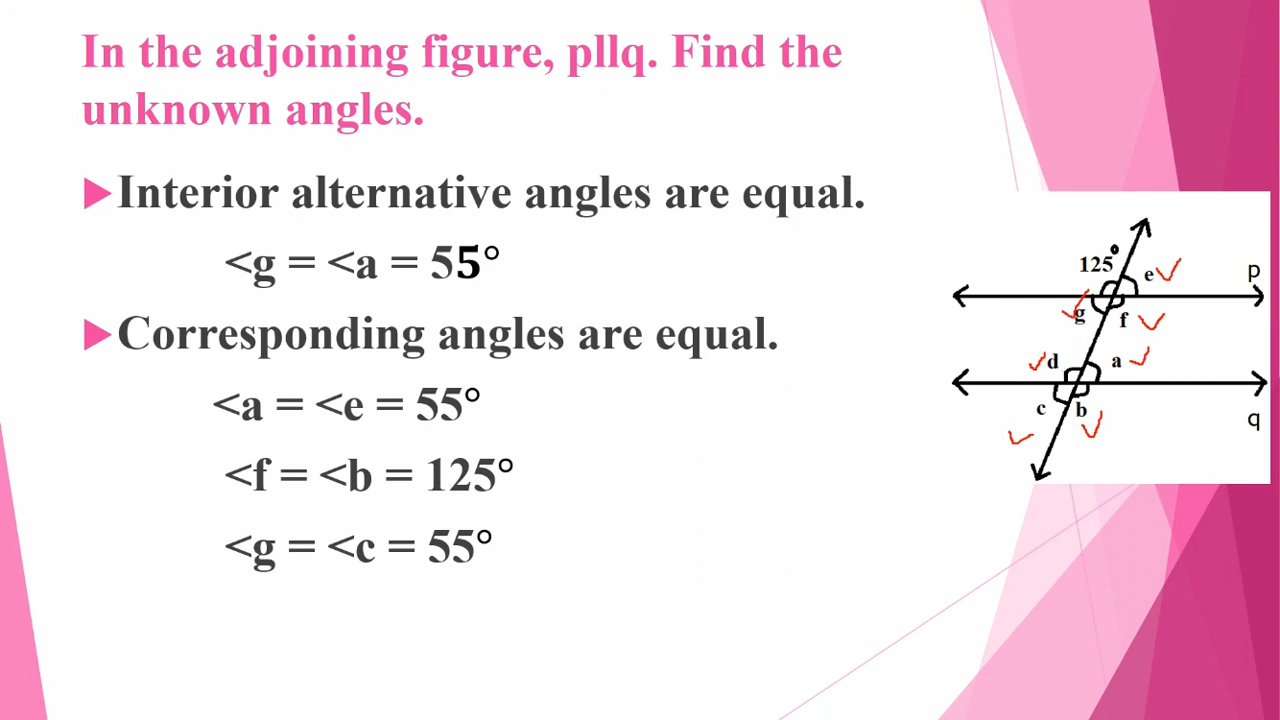 In the adjoining figure, pllq. Find the
unknown angles.
Interior alternative angles are equal.
<g = <a = 55°
Corresponding angles are equal.
<a = <e = 55°
<f = <b = 125°
<g = <c = 55°
125°
e
p
g
f
d
a
c
b
q